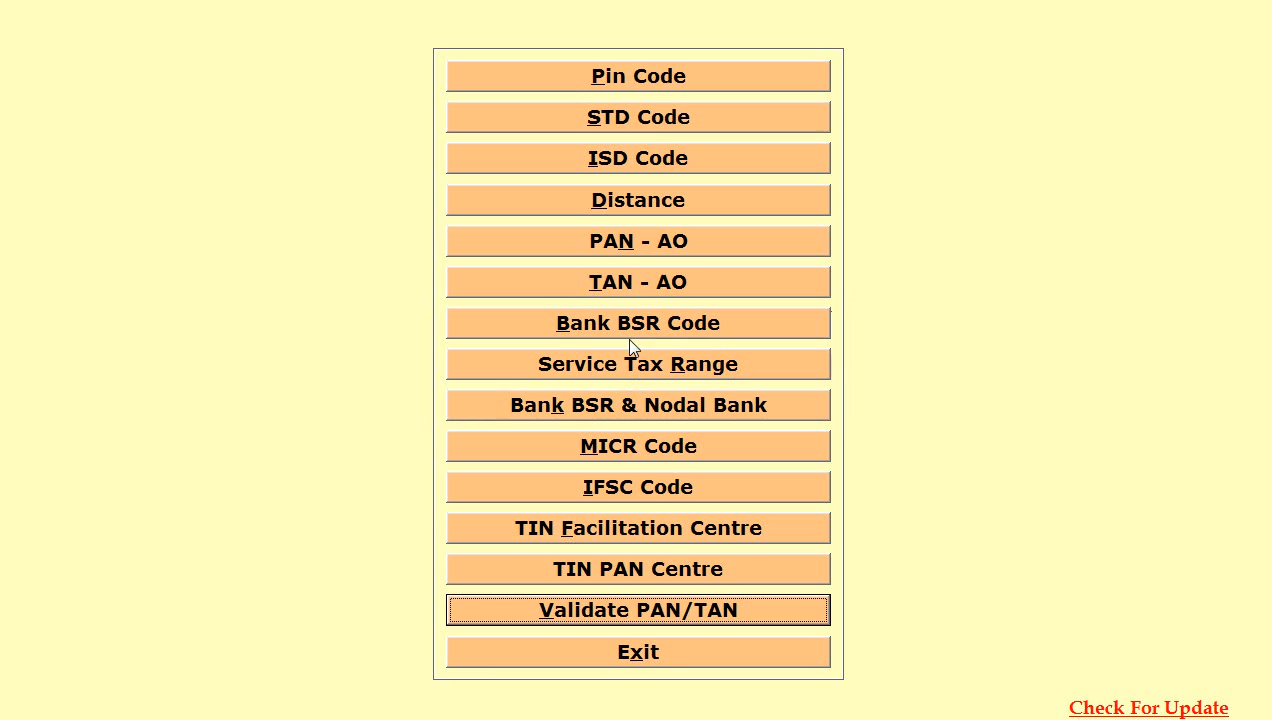 Pin Code
STD Code
ISD Code
Distance
PAN - AO
TAN - AO
Bank BSR Code
Service Tax Range
Bank BSR & Nodal Bank
MICR Code
IFSC Code
TIN Facilitation Centre
TIN PAN Centre
Validate PAN/TAN
Exit
Check For Update